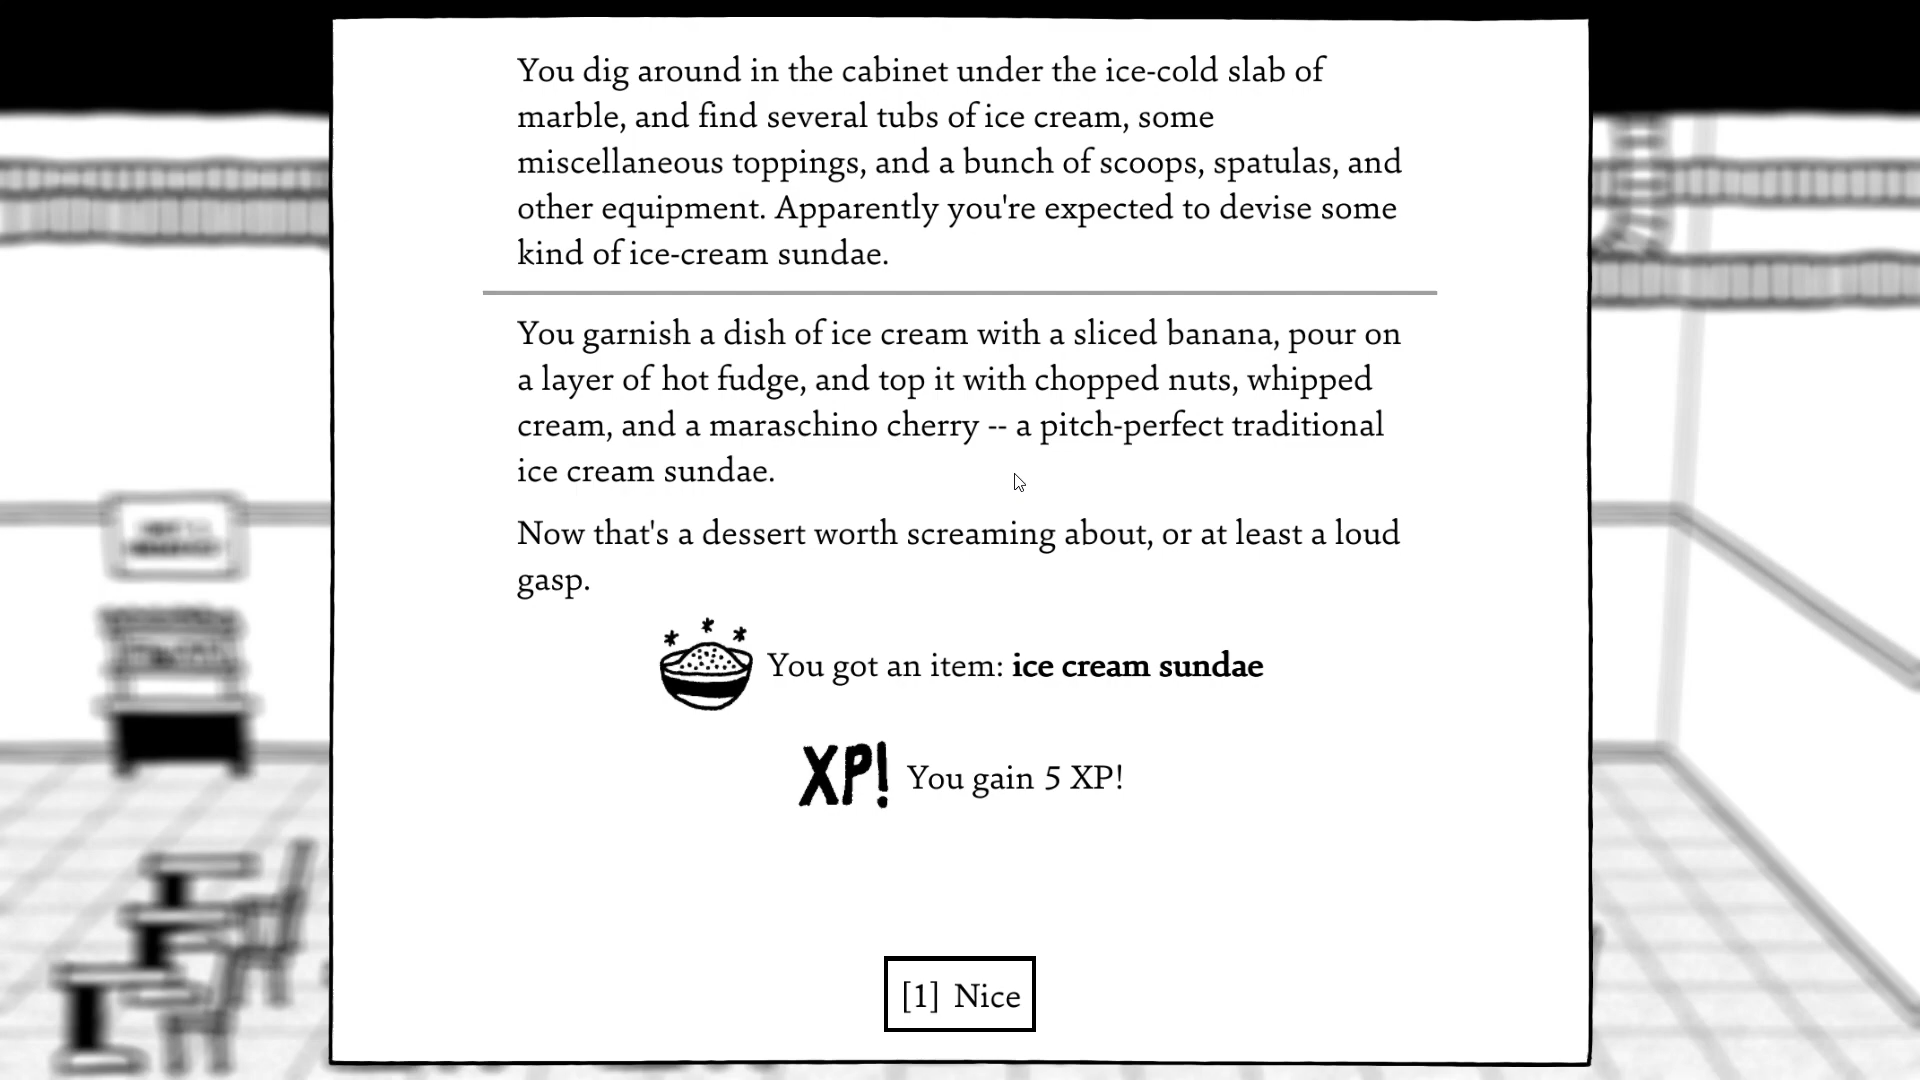 You dig around in the cabinet under the ice-cold slab of
marble, and find several tubs of ice cream, some
miscellaneous toppings, and a bunch of scoops, spatulas, and
other equipment. Apparently you're expected to devise some
kind of ice-cream sundae.
You garnish a dish of ice cream with a sliced banana, pour on
a layer of hot fudge, and top it with chopped nuts, whipped
cream, and a maraschino cherry -- a pitch-perfect traditional
ice cream sundae.
Now that's a dessert worth screaming about, or at least a loud
gasp.
You got an item: ice cream sundae
XP! You gain 5 XP!
[1] Nice